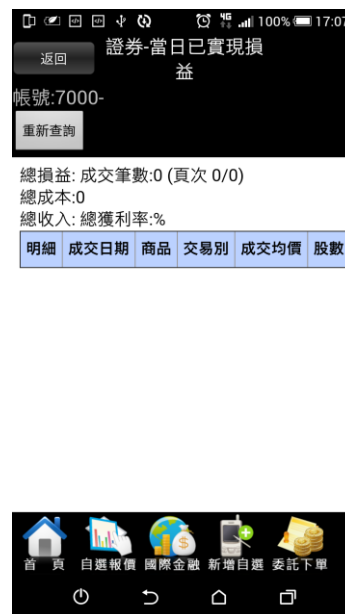 4G 100% 17:07
返回
證券-當日已實現損
益
帳號:7000-
重新查詢
總損益: 成交筆數:0 (頁次 0/0)
總成本:0
總收入: 總獲利率:%
明細 成交日期 商品 交易別 成交均價 股數
首 頁 自選報價 國際金融 新增自選 委託下單